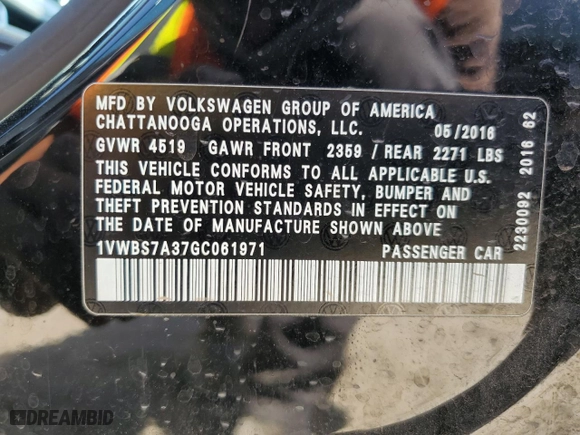 MFD BY VOLKSWAGEN GROUP OF AMERICA
CHATTANOOGA OPERATIONS, LLC. 05/2016
GVWR 4519 GAWR FRONT 2359 / REAR 2271 LBS
THIS VEHICLE CONFORMS TO ALL APPLICABLE U.S.
FEDERAL MOTOR VEHICLE SAFETY, BUMPER AND
THEFT PREVENTION STANDARDS IN EFFECT ON
THE DATE OF MANUFACTURE SHOWN ABOVE
1VWBS7A37GC061971 PASSENGER CAR
2230092 2016 62
DREAMBID